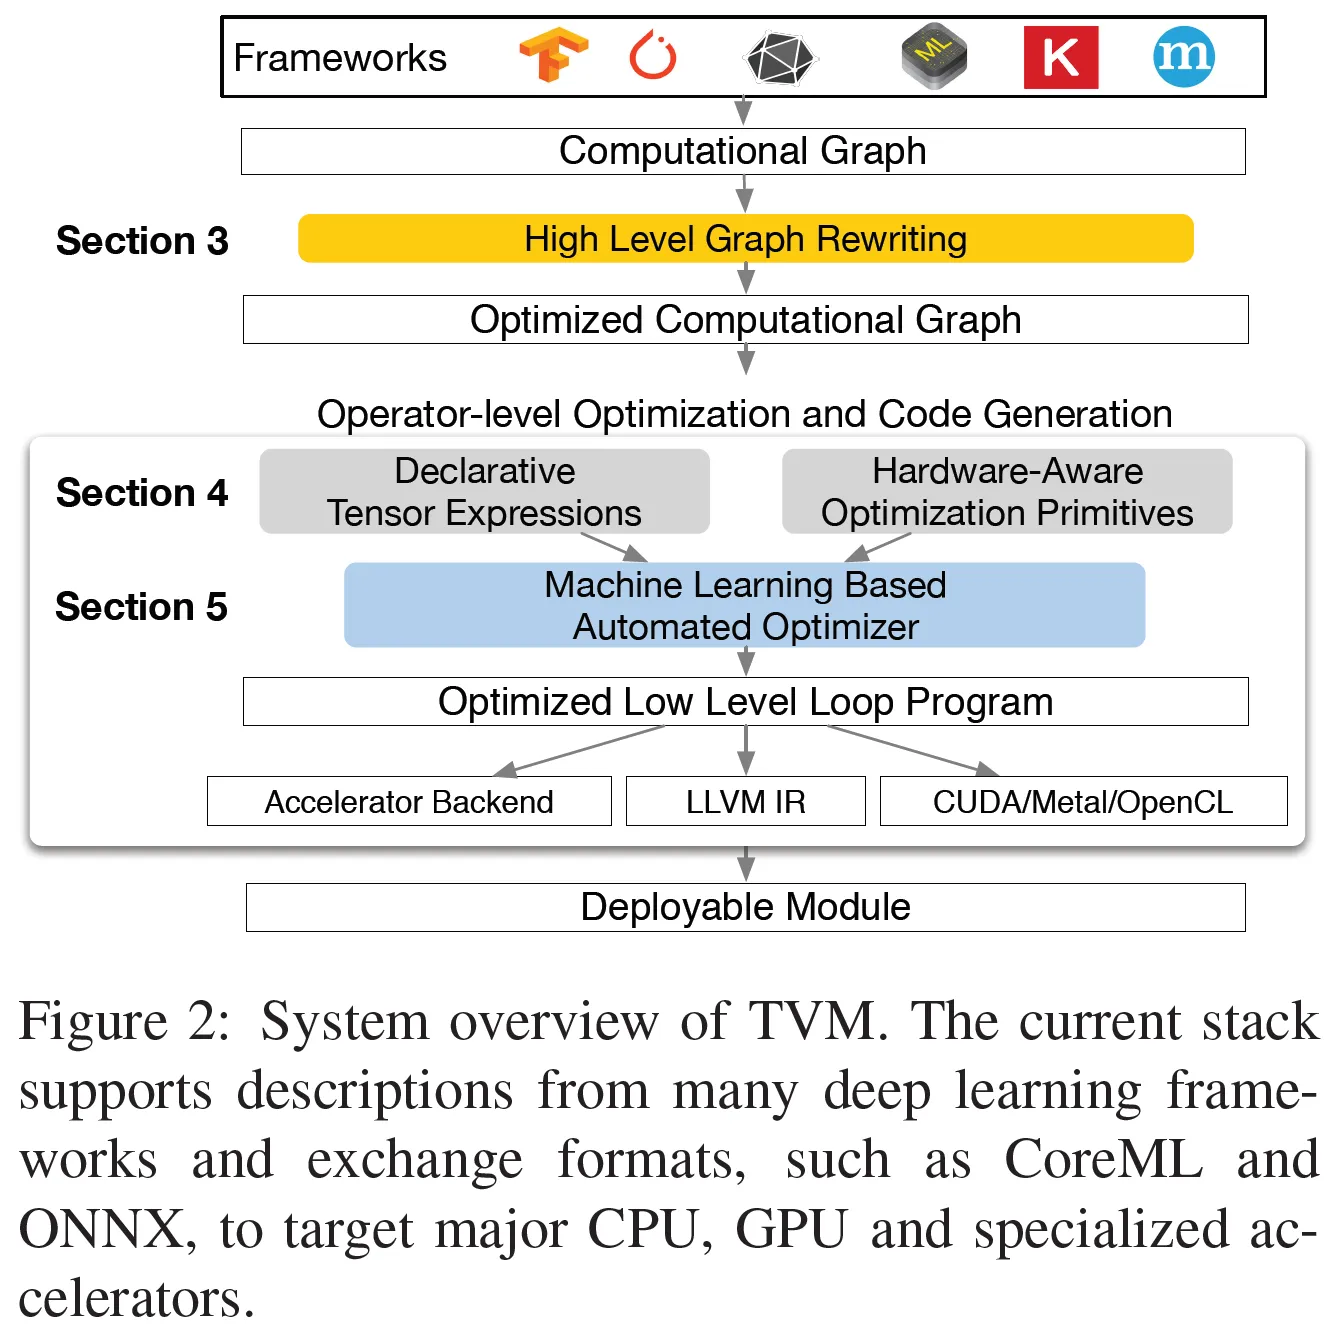 Frameworks ML K m
Computational Graph
Section 3 High Level Graph Rewriting
Optimized Computational Graph
Operator-level Optimization and Code Generation
Section 4
Declarative
Tensor Expressions
Hardware-Aware
Optimization Primitives
Section 5
Machine Learning Based
Automated Optimizer
Optimized Low Level Loop Program
Accelerator Backend LLVM IR CUDA/Metal/OpenCL
Deployable Module
Figure 2: System overview of TVM. The current stack
supports descriptions from many deep learning frame-
works and exchange formats, such as CoreML and
ONNX, to target major CPU, GPU and specialized ac-
celerators.